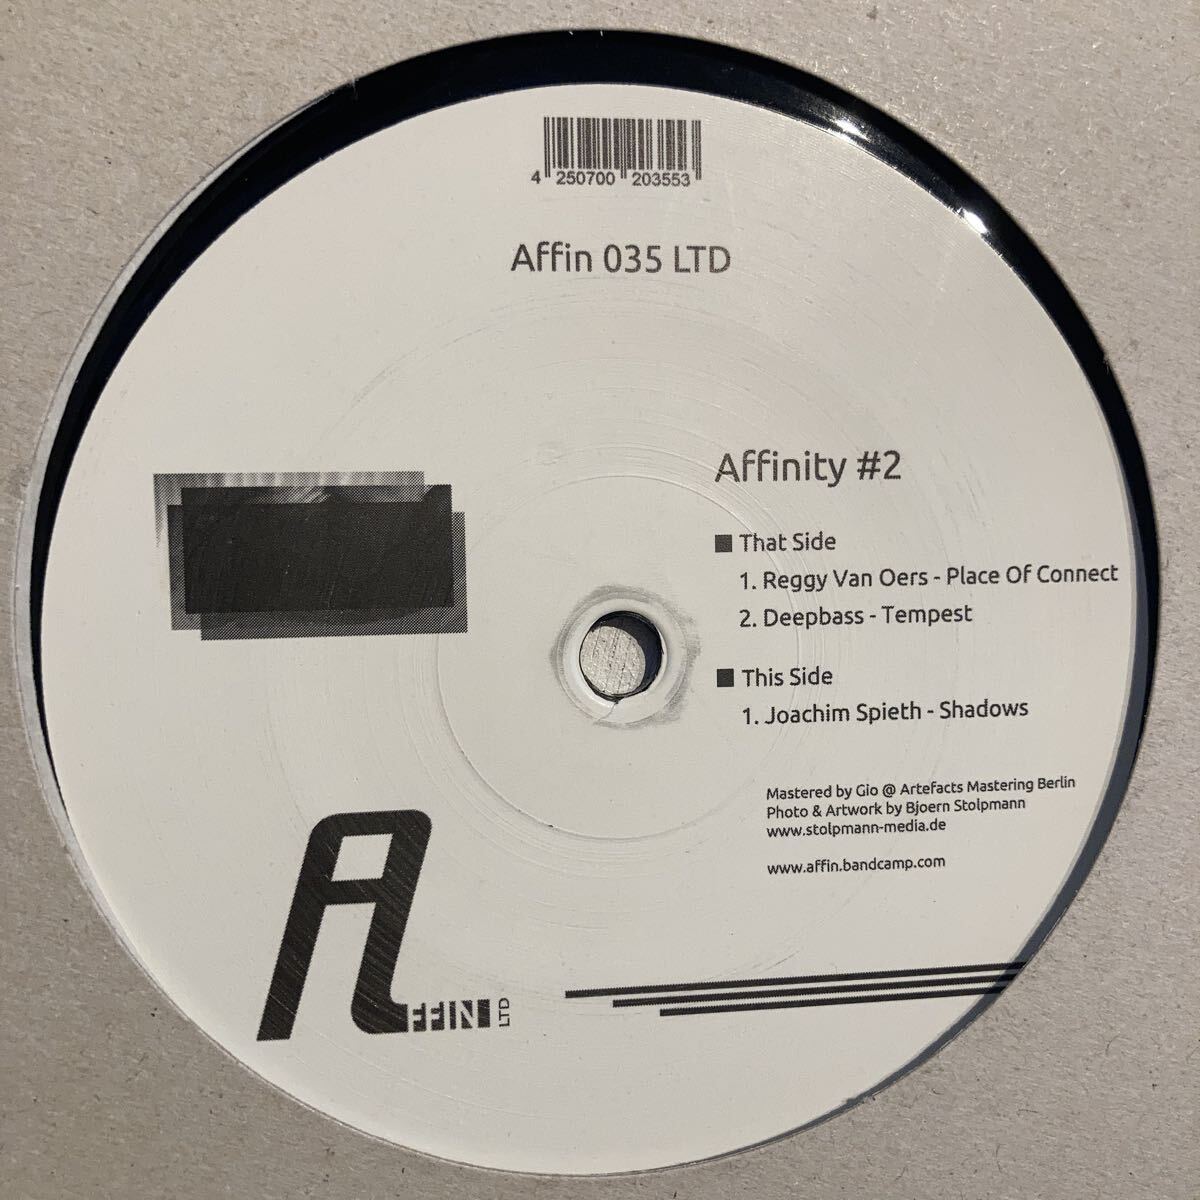 4 250700 203553
Affin 035 LTD
Affinity #2
That Side
1. Reggy Van Oers - Place Of Connect
2. Deepbass - Tempest
This Side
1. Joachim Spieth - Shadows
Mastered by Gio @ Artefacts Mastering Berlin
Photo & Artwork by Bjoern Stolpmann
www.stolpmann-media.de
www.affin.bandcamp.com
AFFIN LTD